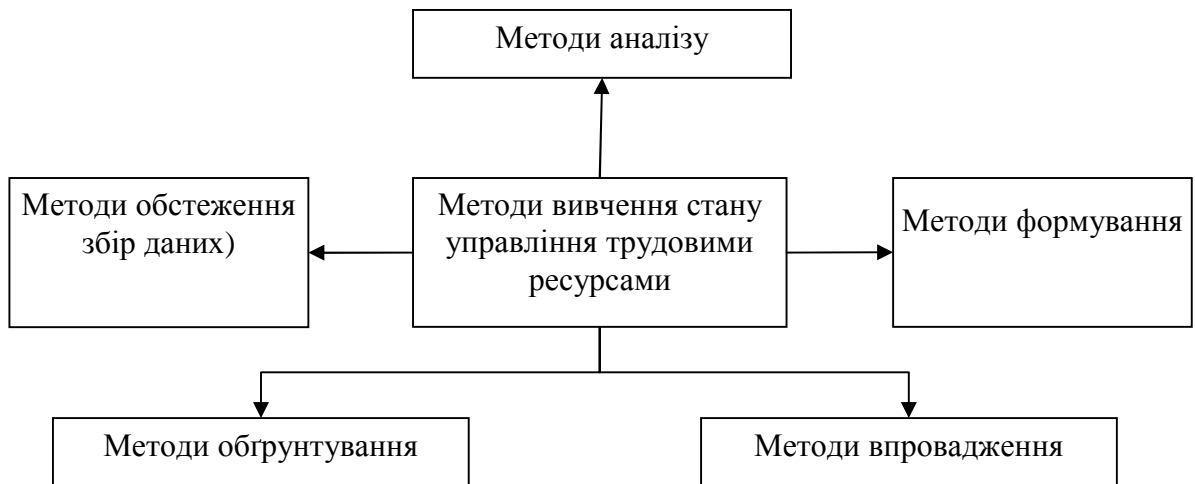 Методи аналізу
Методи обстеження
збір даних)
Методи вивчення стану
управління трудовими
ресурсами
Методи формування
Методи обґрунтування
Методи впровадження